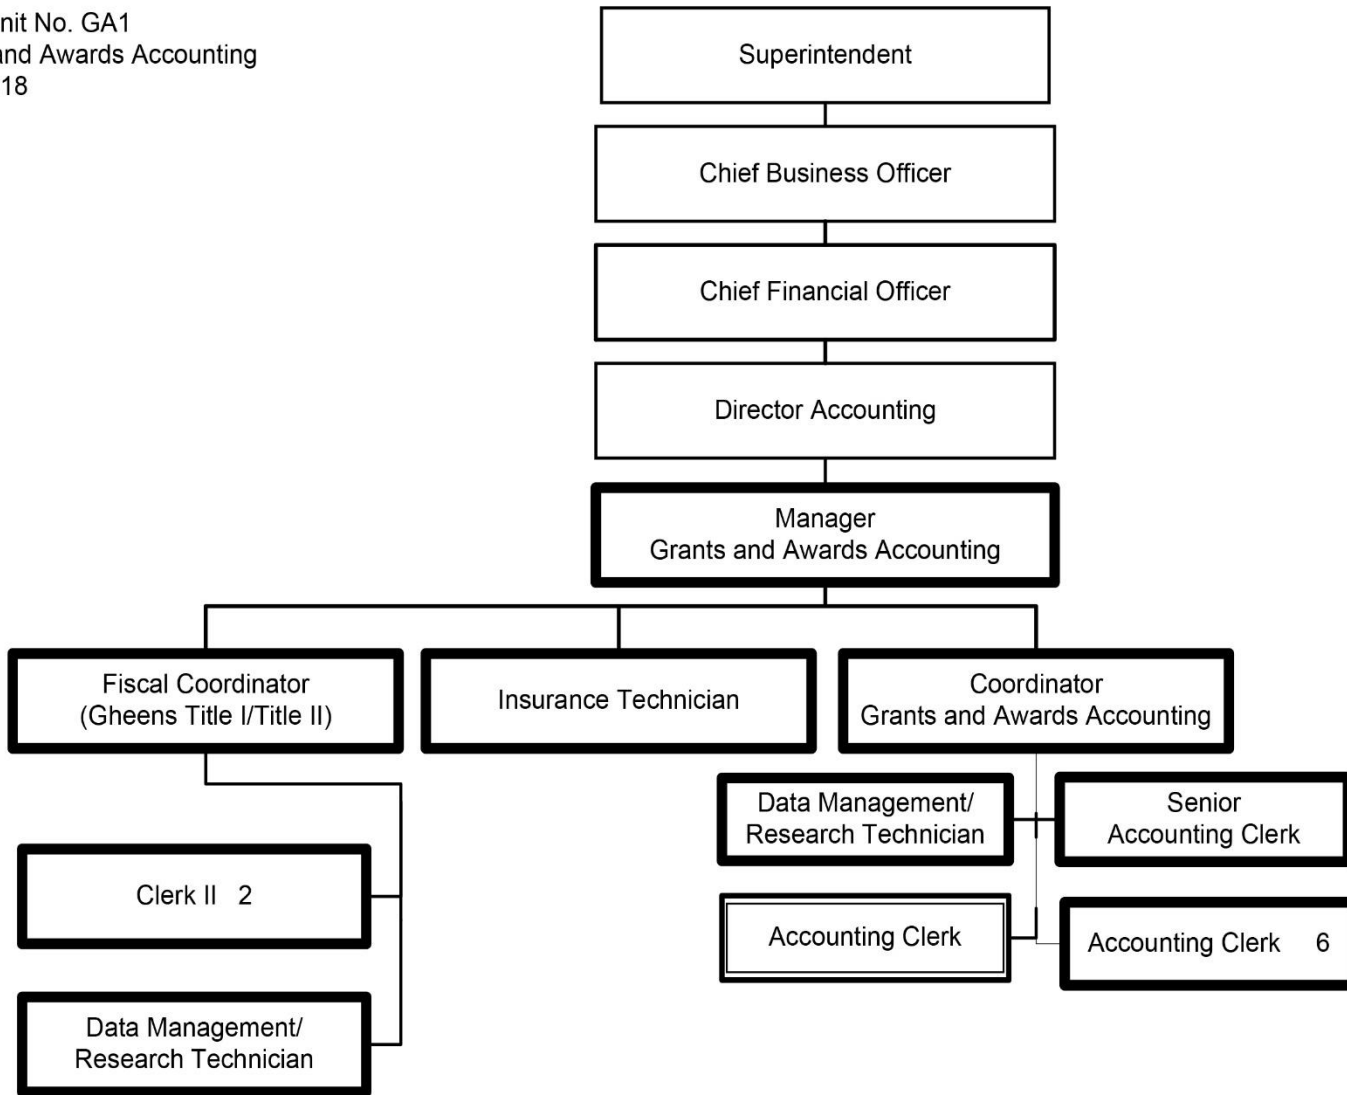 nit No. GA1
and Awards Accounting
18
Superintendent
Chief Business Officer
Chief Financial Officer
Director Accounting
Manager
Grants and Awards Accounting
Fiscal Coordinator
(Gheens Title I/Title II)
Insurance Technician
Coordinator
Grants and Awards Accounting
Data Management/
Research Technician
Senior
Accounting Clerk
Clerk II 2
Accounting Clerk
Accounting Clerk 6
Data Management/
Research Technician